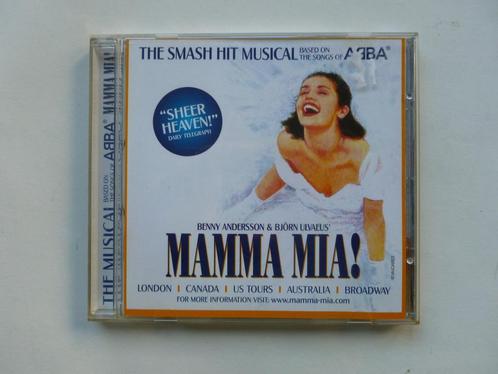 THE SMASH HIT MUSICAL BASED ON THE SONGS OF ABBA®
"SHEER
HEAVEN!"
DAILY TELEGRAPH
BENNY ANDERSSON & BJÖRN ULVAEUS'
MAMMA MIA!
LONDON | CANADA | US TOURS | AUSTRALIA | BROADWAY
FOR MORE INFORMATION VISIT: www.mamma-mia.com
THE MUSICAL BASED ON THE SONGS OF ABBA MAMMA MIA!